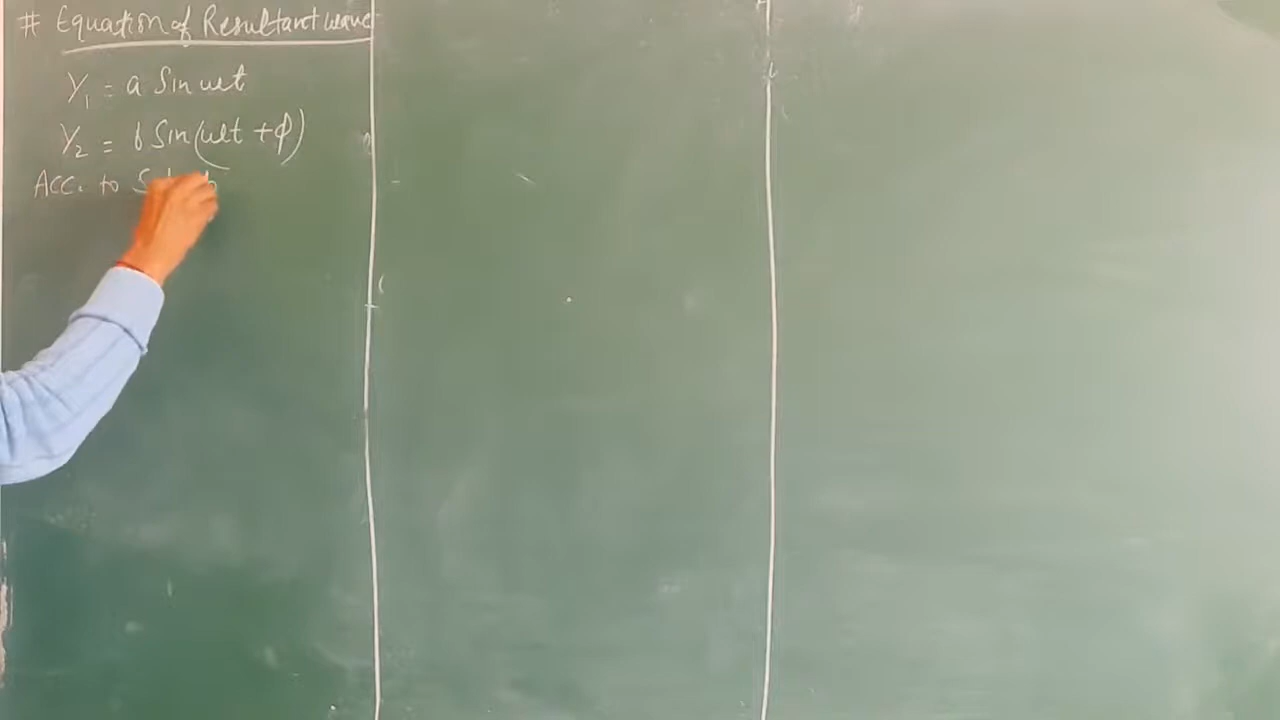 # Equation of Resultant wave
Y₁ = a Sin ωt
Y₂ = b Sin(ωt + φ)
Acc. to